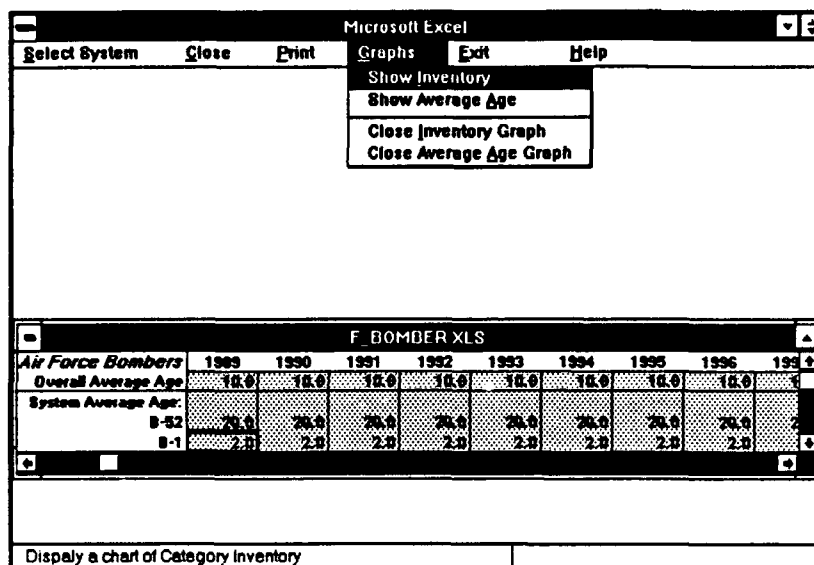 Microsoft Excel
Select System Close Print Graphs Exit Help
Show Inventory
Show Average Age
Close Inventory Graph
Close Average Age Graph
F_BOMBER.XLS
Air Force Bombers 1989 1990 1991 1992 1993 1994 1995 1996 199
Overall Average Age 10.0 10.0 10.0 10.0 10.0 10.0 10.0 10.0
System Average Age:
B-52 20.0 20.0 20.0 20.0 20.0 20.0 20.0 20.0 2
B-1 2.0 2.0 2.0 2.0 2.0 2.0 2.0 2.0
Dispaly a chart of Category Inventory